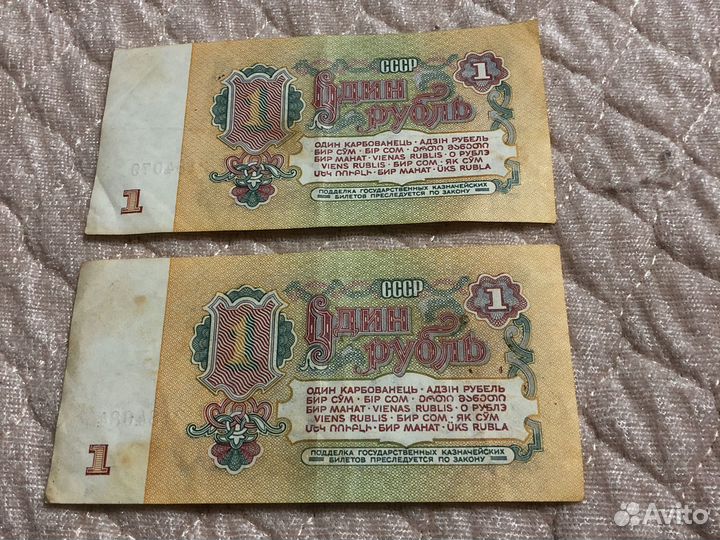 СССР
1
1
Один
рубль
ОДИН КАРБОВАНЕЦЬ · АДЗІН РУБЕЛЬ
БИР СЎМ · БІР СОМ · ᲔᲠᲗᲘ ᲛᲐᲜᲔᲗᲘ
БИР МАНАТ · VIENAS RUBLIS · О РУБЛЭ
VIENS RUBLIS · БИР СОМ · ЯК СЎМ
ՄԵԿ ՌՈՒԲԼԻ · БИР МАНАТ · ÜKS RUBLA
ПОДДЕЛКА ГОСУДАРСТВЕННЫХ КАЗНАЧЕЙСКИХ
БИЛЕТОВ ПРЕСЛЕДУЕТСЯ ПО ЗАКОНУ
1
СССР
1
1
Один
рубль
ОДИН КАРБОВАНЕЦЬ · АДЗІН РУБЕЛЬ
БИР СЎМ · БІР СОМ · ᲔᲠᲗᲘ ᲛᲐᲜᲔᲗᲘ
БИР МАНАТ · VIENAS RUBLIS · О РУБЛЭ
VIENS RUBLIS · БИР СОМ · ЯК СЎМ
ՄԵԿ ՌՈՒԲԼԻ · БИР МАНАТ · ÜKS RUBLA
ПОДДЕЛКА ГОСУДАРСТВЕННЫХ КАЗНАЧЕЙСКИХ
БИЛЕТОВ ПРЕСЛЕДУЕТСЯ ПО ЗАКОНУ
1
Avito